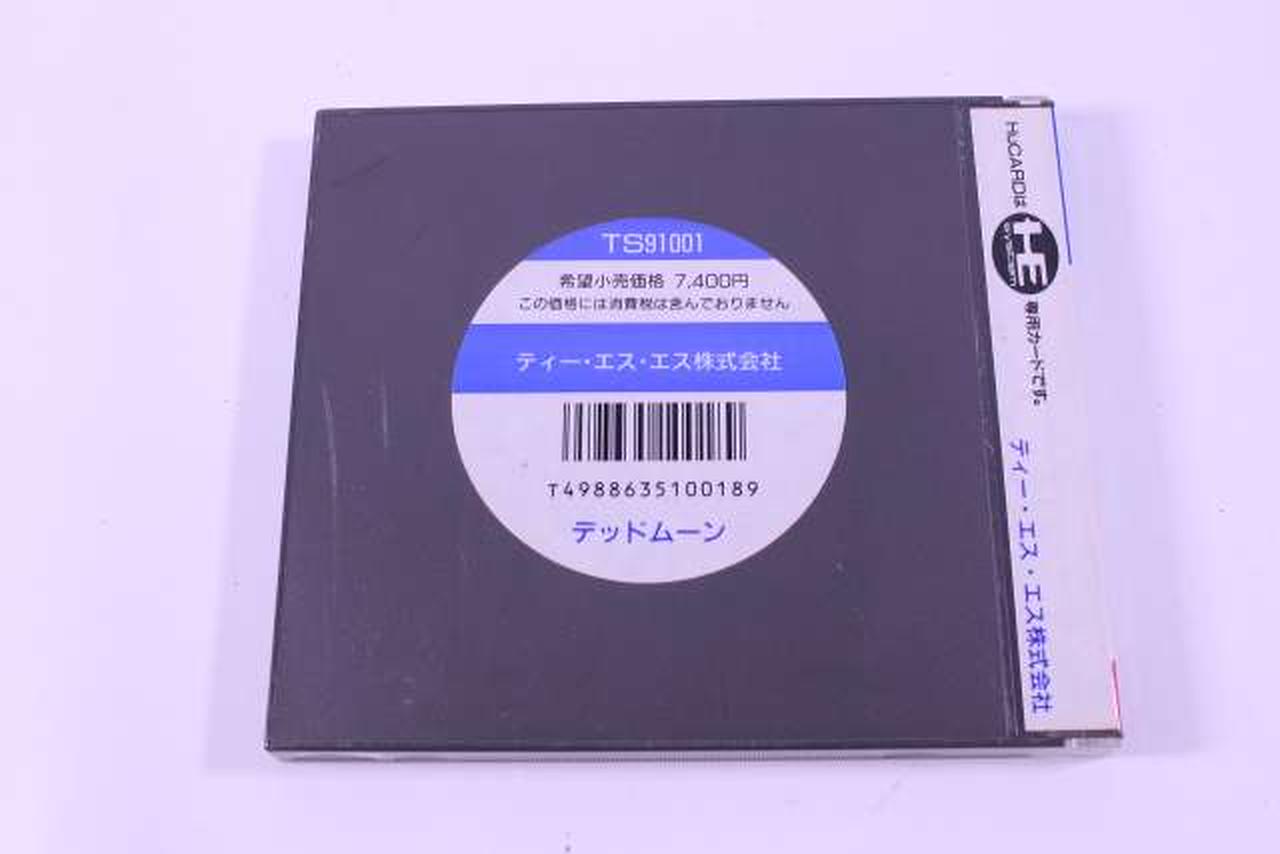 TS91001
希望小売価格 7,400円
この価格には消費税は含んでおりません
ティー・エス・エス株式会社
T4988635100189
デッドムーン
HuCARDは
HE
SYSTEM
専用カードです。
ティー・エス・エス株式会社